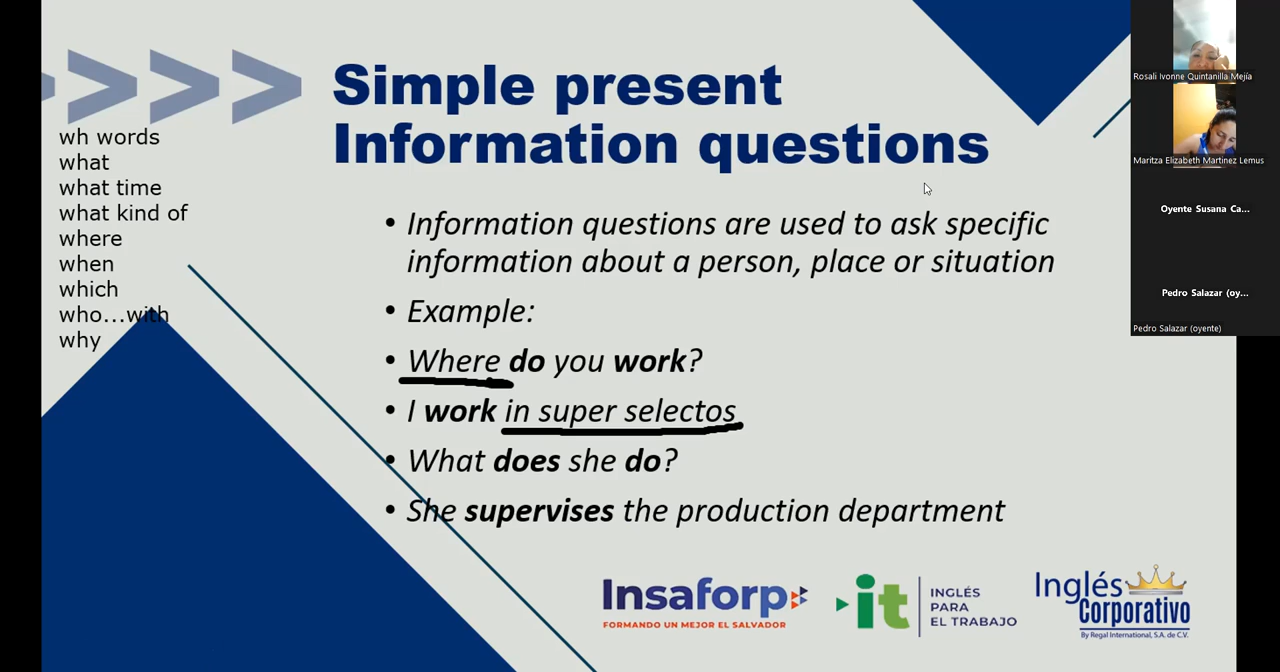 Simple present
Information questions
wh words
what
what time
what kind of
where
when
which
who...with
why
• Information questions are used to ask specific
information about a person, place or situation
• Example:
• Where do you work?
• I work in super selectos
• What does she do?
• She supervises the production department
Insaforp
FORMANDO UN MEJOR EL SALVADOR
it
INGLÉS
PARA
EL TRABAJO
Inglés
Corporativo
By Regal International, S.A. de C.V.
Rosali Ivonne Quintanilla Mejía
Maritza Elizabeth Martinez Lemus
Oyente Susana Ca...
Pedro Salazar (oy...
Pedro Salazar (oyente)